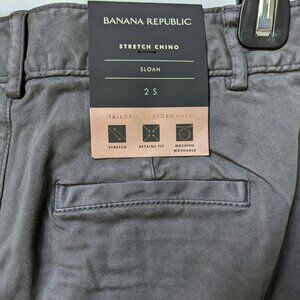 BANANA REPUBLIC
STRETCH CHINO
SLOAN
2 S
TAILORED PERFORMANCE
STRETCH
RETAINS FIT
MACHINE
WASHABLE